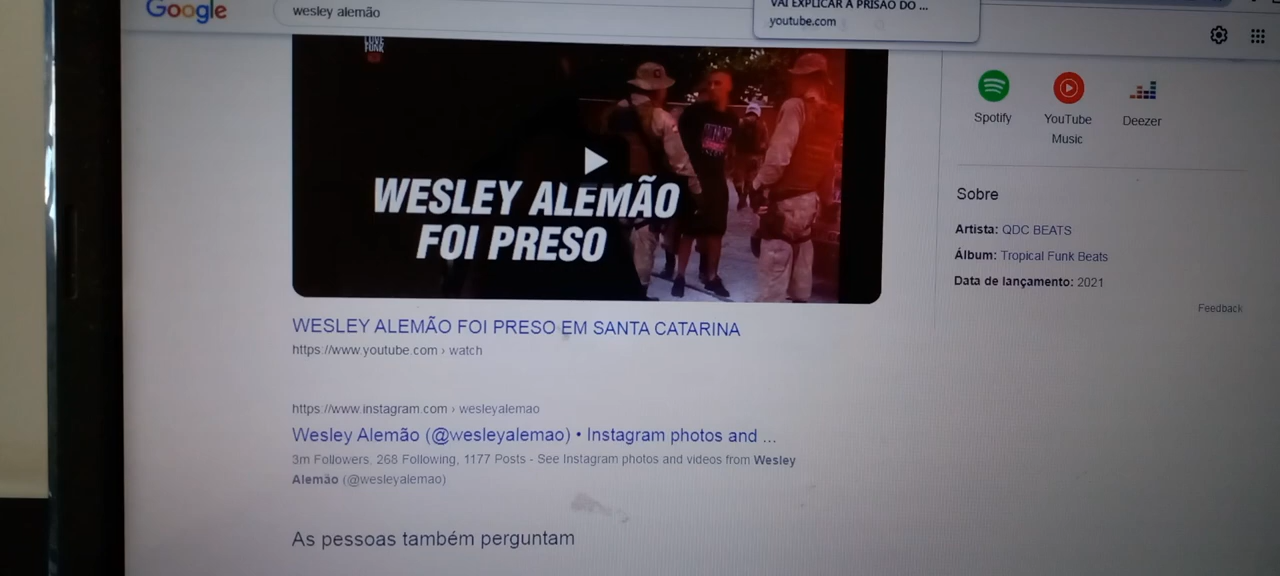 VAI EXPLICAR A PRISÃO DO ...
youtube.com
Google
wesley alemão
LOVE
FUNK
WESLEY ALEMÃO
FOI PRESO
WESLEY ALEMÃO FOI PRESO EM SANTA CATARINA
https://www.youtube.com › watch
https://www.instagram.com › wesleyalemao
Wesley Alemão (@wesleyalemao) • Instagram photos and ...
3m Followers, 268 Following, 1177 Posts - See Instagram photos and videos from Wesley
Alemão (@wesleyalemao)
As pessoas também perguntam
Spotify
YouTube
Music
Deezer
Sobre
Artista: QDC BEATS
Álbum: Tropical Funk Beats
Data de lançamento: 2021
Feedback